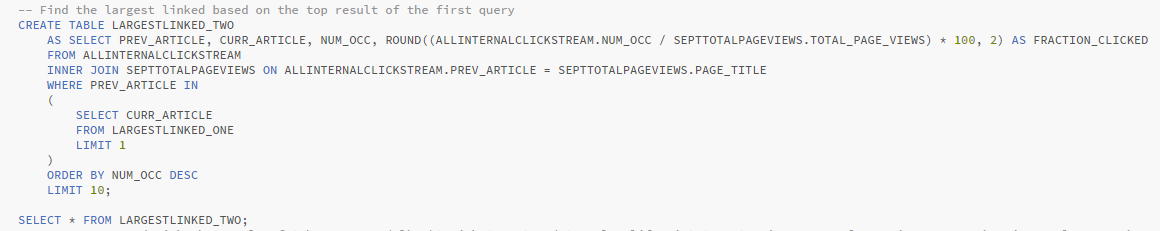 -- Find the largest linked based on the top result of the first query
CREATE TABLE LARGESTLINKED_TWO
AS SELECT PREV_ARTICLE, CURR_ARTICLE, NUM_OCC, ROUND((ALLINTERNALCLICKSTREAM.NUM_OCC / SEPTTOTALPAGEVIEWS.TOTAL_PAGE_VIEWS) * 100, 2) AS FRACTION_CLICKED
FROM ALLINTERNALCLICKSTREAM
INNER JOIN SEPTTOTALPAGEVIEWS ON ALLINTERNALCLICKSTREAM.PREV_ARTICLE = SEPTTOTALPAGEVIEWS.PAGE_TITLE
WHERE PREV_ARTICLE IN
(
SELECT CURR_ARTICLE
FROM LARGESTLINKED_ONE
LIMIT 1
)
ORDER BY NUM_OCC DESC
LIMIT 10;
SELECT * FROM LARGESTLINKED_TWO;